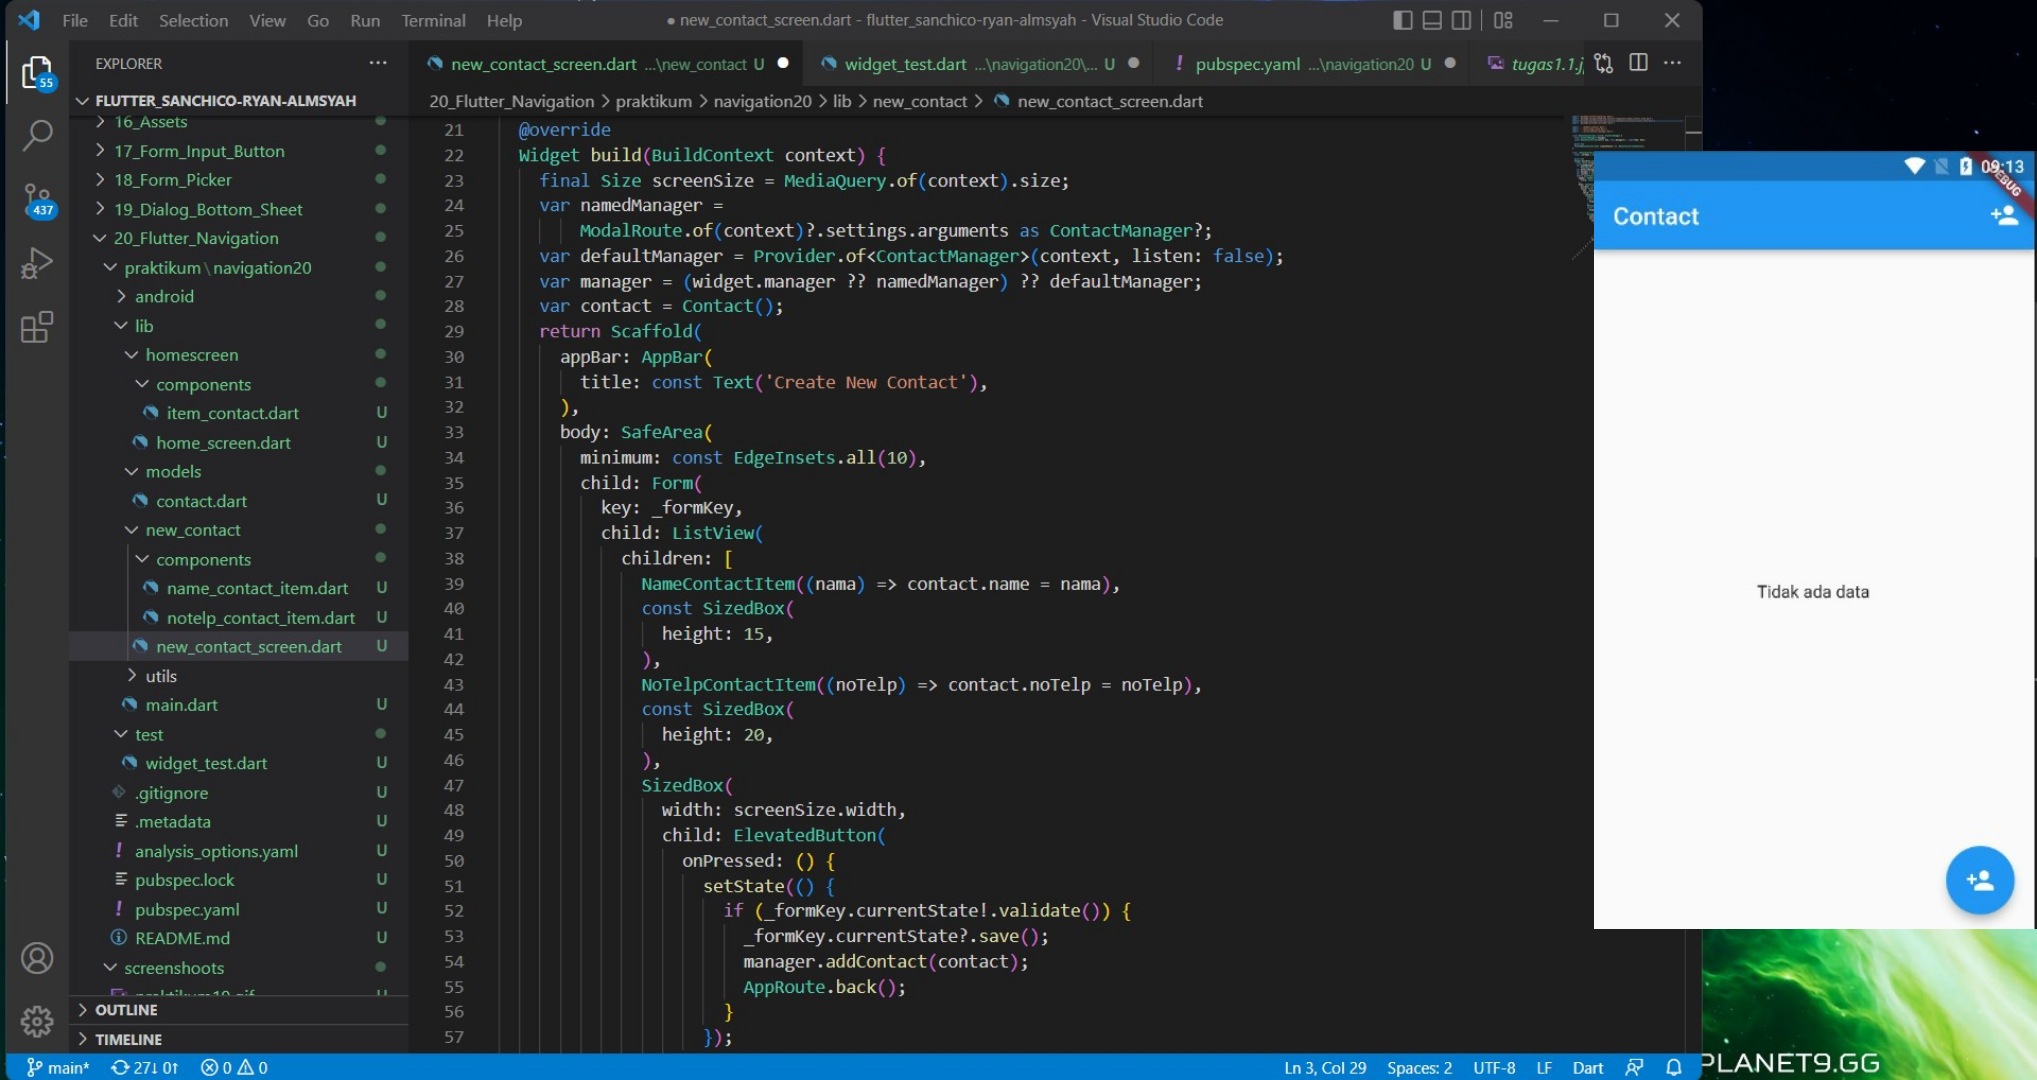 File Edit Selection View Go Run Terminal Help
● new_contact_screen.dart - flutter_sanchico-ryan-almsyah - Visual Studio Code
EXPLORER
new_contact_screen.dart ...\new_contact U
widget_test.dart ...\navigation20\... U
! pubspec.yaml ...\navigation20 U
tugas1.1.j
FLUTTER_SANCHICO-RYAN-ALMSYAH
20_Flutter_Navigation > praktikum > navigation20 > lib > new_contact > new_contact_screen.dart
55
437
16_Assets
17_Form_Input_Button
18_Form_Picker
19_Dialog_Bottom_Sheet
20_Flutter_Navigation
praktikum\navigation20
android
lib
homescreen
components
item_contact.dart U
home_screen.dart U
models
contact.dart U
new_contact
components
name_contact_item.dart U
notelp_contact_item.dart U
new_contact_screen.dart U
utils
main.dart U
test
widget_test.dart U
.gitignore U
.metadata U
! analysis_options.yaml U
pubspec.lock U
! pubspec.yaml U
README.md U
screenshoots
OUTLINE
TIMELINE
21 @override
22 Widget build(BuildContext context) {
23 final Size screenSize = MediaQuery.of(context).size;
24 var namedManager =
25 ModalRoute.of(context)?.settings.arguments as ContactManager?;
26 var defaultManager = Provider.of<ContactManager>(context, listen: false);
27 var manager = (widget.manager ?? namedManager) ?? defaultManager;
28 var contact = Contact();
29 return Scaffold(
30 appBar: AppBar(
31 title: const Text('Create New Contact'),
32 ),
33 body: SafeArea(
34 minimum: const EdgeInsets.all(10),
35 child: Form(
36 key: _formKey,
37 child: ListView(
38 children: [
39 NameContactItem((nama) => contact.name = nama),
40 const SizedBox(
41 height: 15,
42 ),
43 NoTelpContactItem((noTelp) => contact.noTelp = noTelp),
44 const SizedBox(
45 height: 20,
46 ),
47 SizedBox(
48 width: screenSize.width,
49 child: ElevatedButton(
50 onPressed: () {
51 setState(() {
52 if (_formKey.currentState!.validate()) {
53 _formKey.currentState?.save();
54 manager.addContact(contact);
55 AppRoute.back();
56 }
57 });
09:13
DEBUG
Contact
Tidak ada data
main* 27↓ 0↑ 0 0
Ln 3, Col 29 Spaces: 2 UTF-8 LF Dart
PLANET9.GG